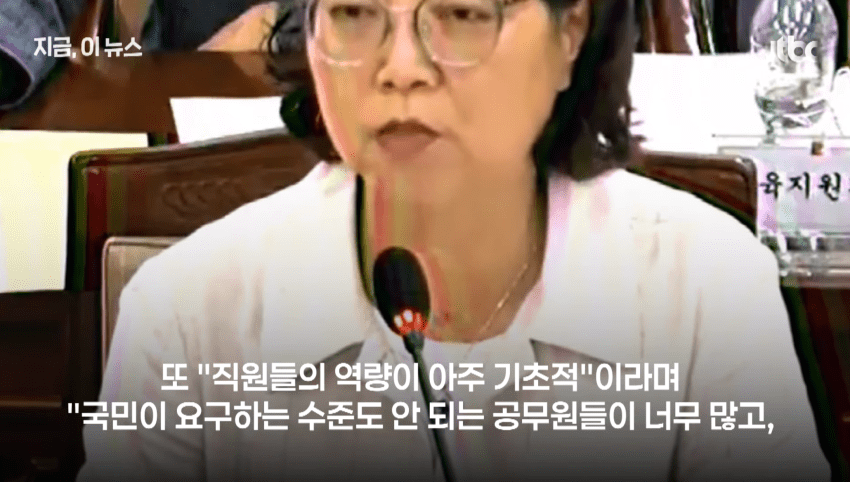 지금, 이 뉴스
jtbc
육지원
또 "직원들의 역량이 아주 기초적"이라며
"국민이 요구하는 수준도 안 되는 공무원들이 너무 많고,